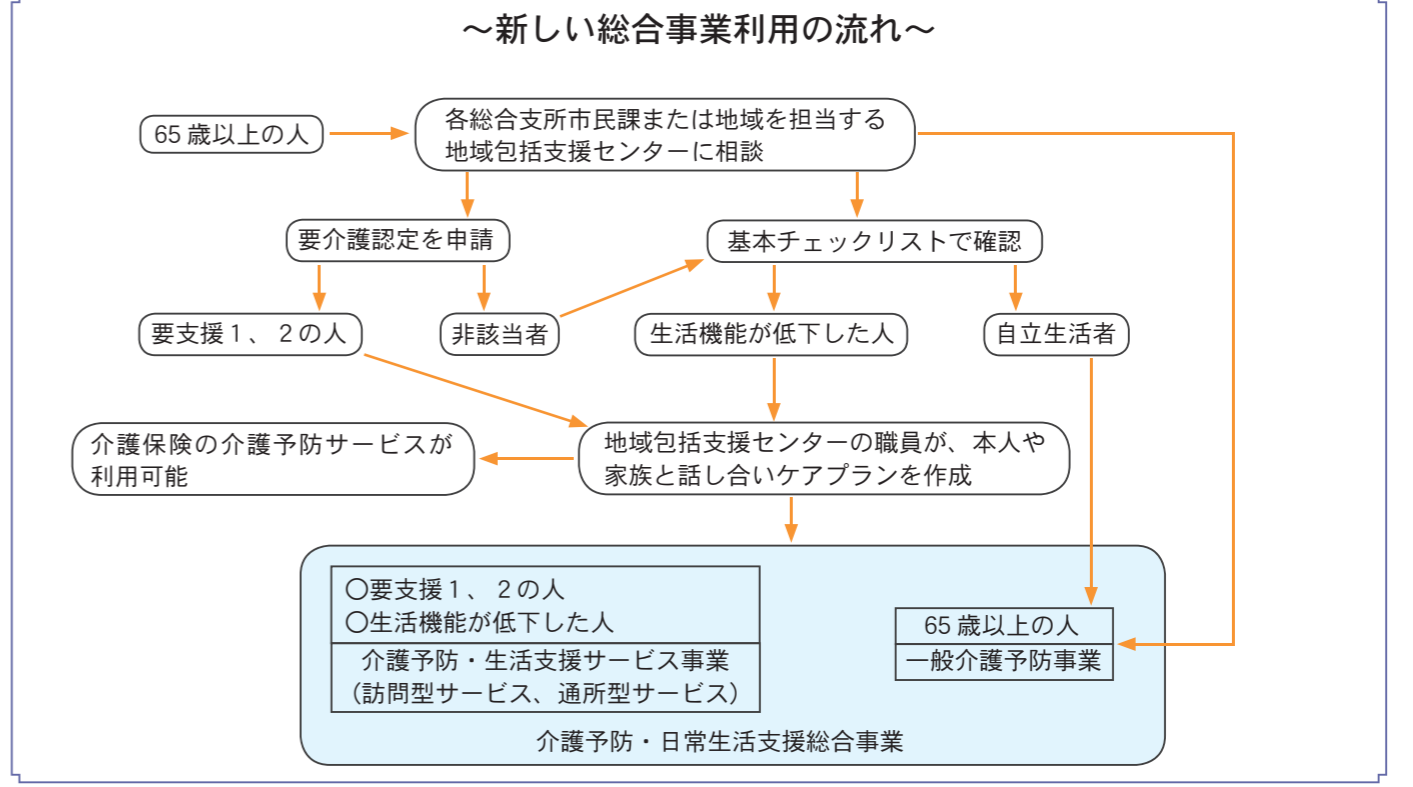 ～新しい総合事業利用の流れ～
65歳以上の人
各総合支所市民課または地域を担当する
地域包括支援センターに相談
要介護認定を申請
基本チェックリストで確認
要支援１、２の人
非該当者
生活機能が低下した人
自立生活者
介護保険の介護予防サービスが
利用可能
地域包括支援センターの職員が、本人や
家族と話し合いケアプランを作成
〇要支援１、２の人
〇生活機能が低下した人
介護予防・生活支援サービス事業
（訪問型サービス、通所型サービス）
65歳以上の人
一般介護予防事業
介護予防・日常生活支援総合事業